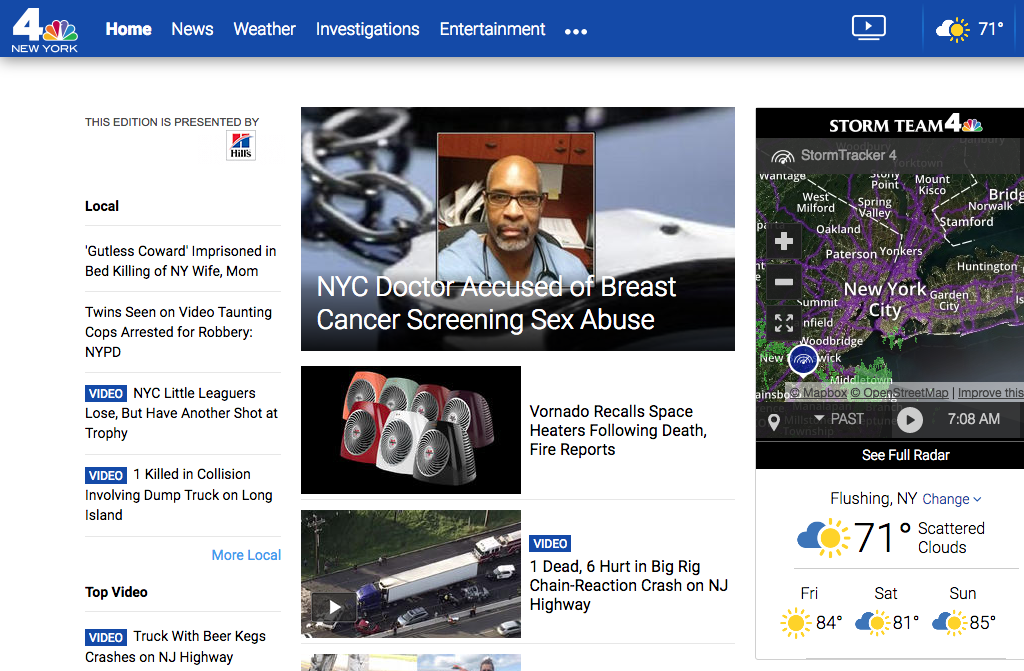 4
NEW YORK
Home News Weather Investigations Entertainment •••
71°
THIS EDITION IS PRESENTED BY
Hill's
Local
'Gutless Coward' Imprisoned in
Bed Killing of NY Wife, Mom
Twins Seen on Video Taunting
Cops Arrested for Robbery:
NYPD
VIDEO NYC Little Leaguers
Lose, But Have Another Shot at
Trophy
VIDEO 1 Killed in Collision
Involving Dump Truck on Long
Island
More Local
Top Video
VIDEO Truck With Beer Kegs
Crashes on NJ Highway
NYC Doctor Accused of Breast
Cancer Screening Sex Abuse
Vornado Recalls Space
Heaters Following Death,
Fire Reports
VIDEO
1 Dead, 6 Hurt in Big Rig
Chain-Reaction Crash on NJ
Highway
STORM TEAM 4
StormTracker 4
Woodbury
Danbury
Yorktown
Wantage
Stony
Point
Mount
Kisco
West
Milford
Spring
Valley
Bridg
Norwalk
Stamford
Oakland
Paterson
Yonkers
Huntington
New York
City
Garden
City
Summit
nfield
Woodbridge
New
wick
Middletown
ainsbo
© Mapbox © OpenStreetMap | Improve this
Manalapan
Millstone
Township
PAST
7:08 AM
See Full Radar
Flushing, NY Change
71° Scattered
Clouds
Fri Sat Sun
84° 81° 85°